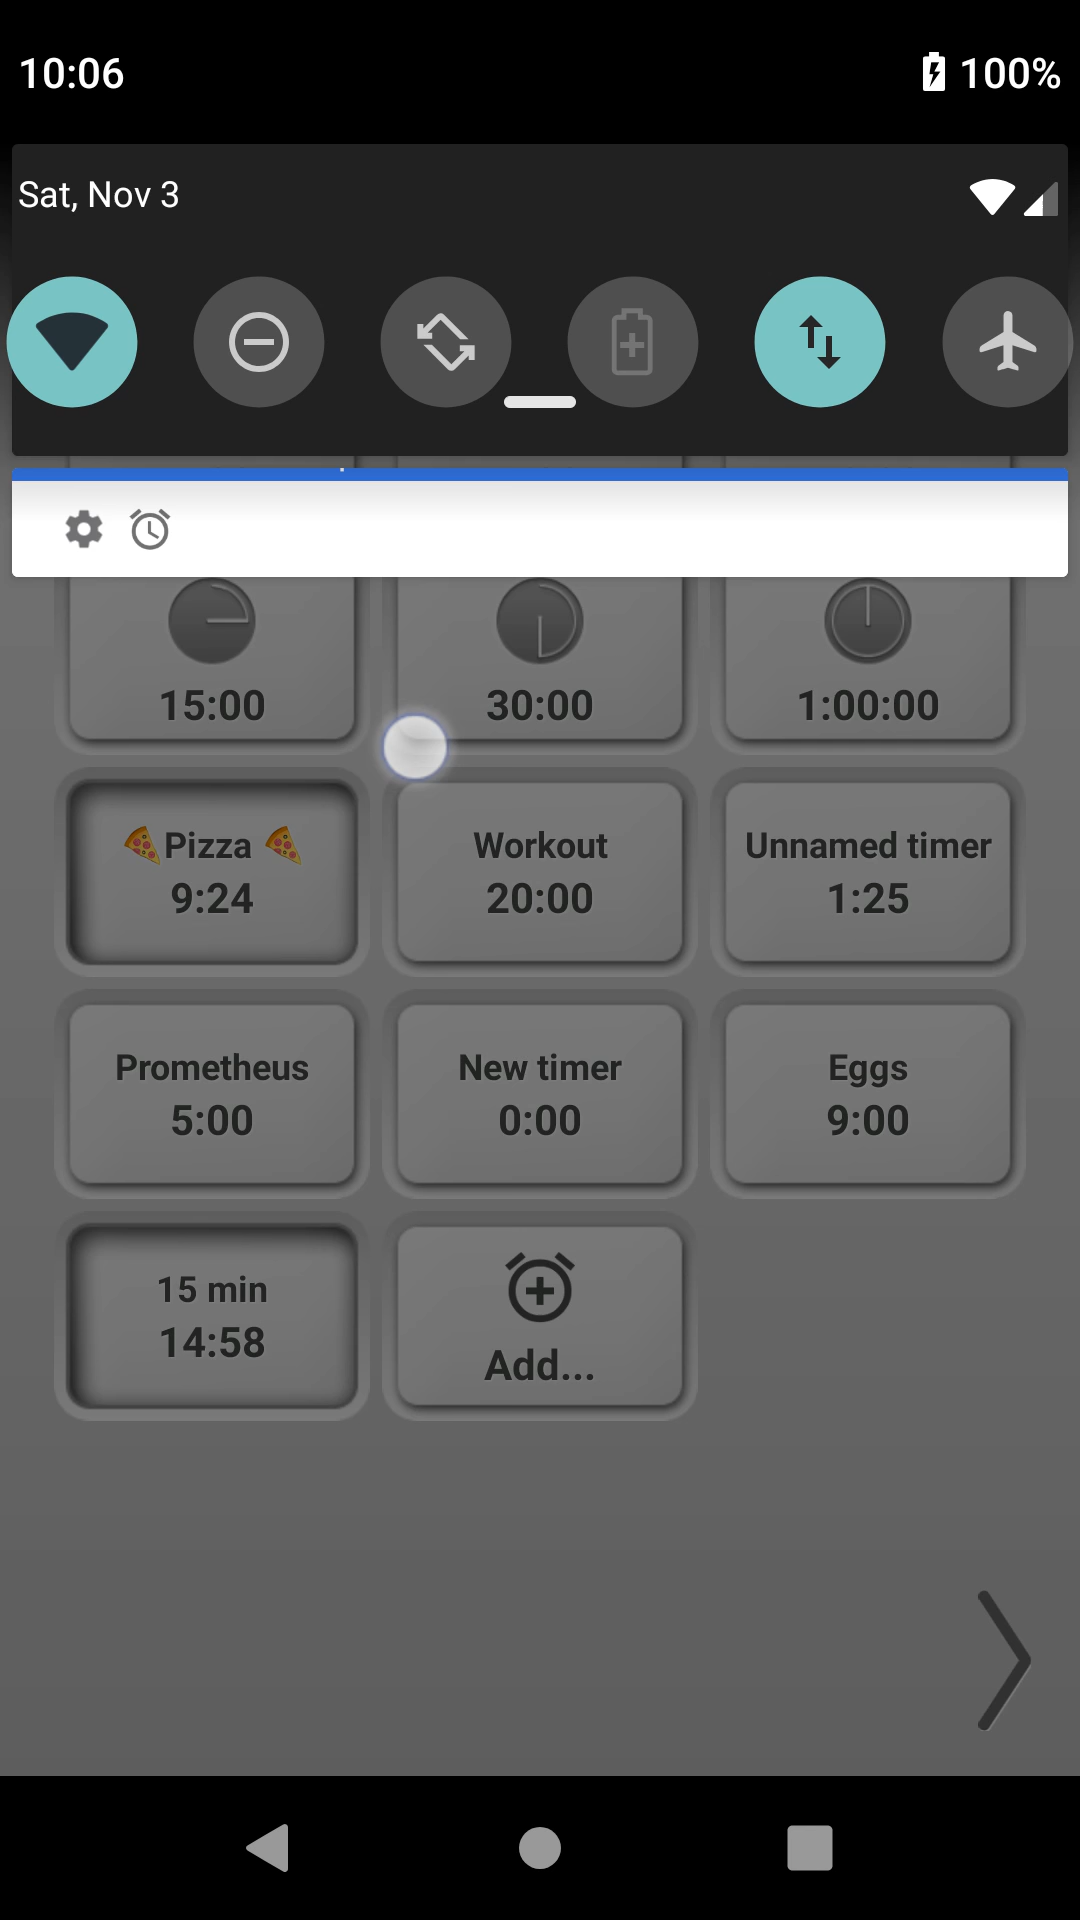 10:06 100%
Sat, Nov 3
15:00 30:00 1:00:00
🍕Pizza 🍕 Workout Unnamed timer
9:24 20:00 1:25
Prometheus New timer Eggs
5:00 0:00 9:00
15 min
14:58 Add...